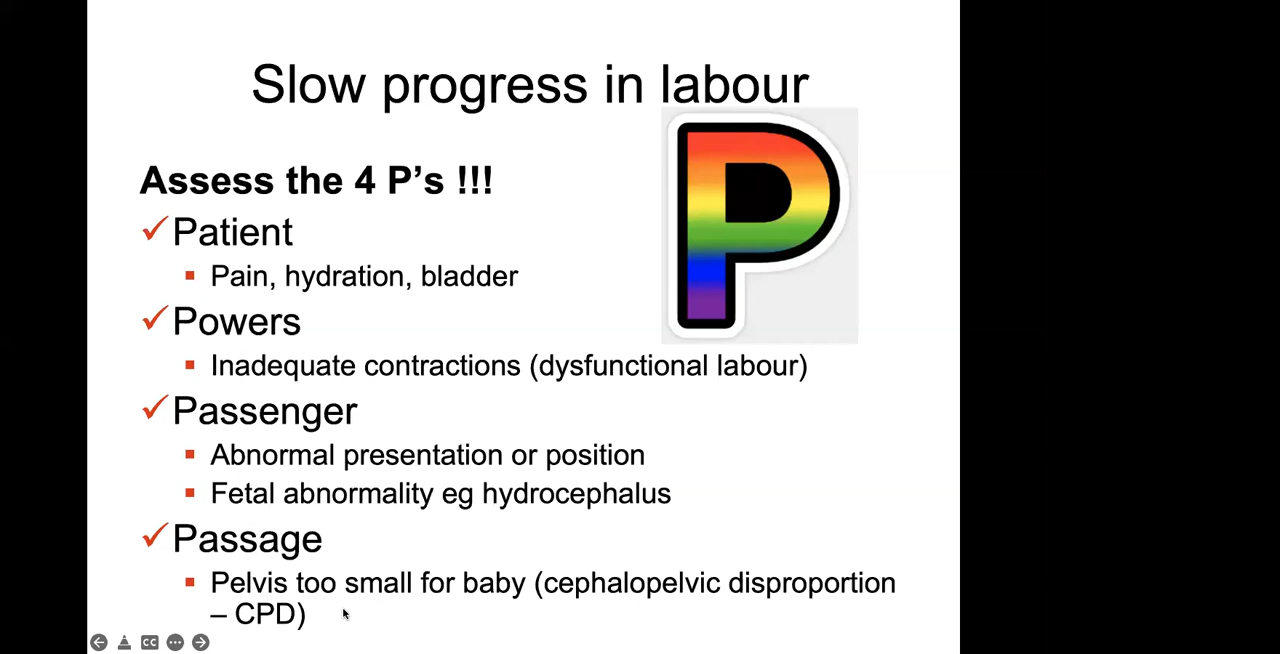 Slow progress in labour
P
Assess the 4 P’s !!!
Patient
Pain, hydration, bladder
Powers
Inadequate contractions (dysfunctional labour)
Passenger
Abnormal presentation or position
Fetal abnormality eg hydrocephalus
Passage
Pelvis too small for baby (cephalopelvic disproportion
– CPD)
CC